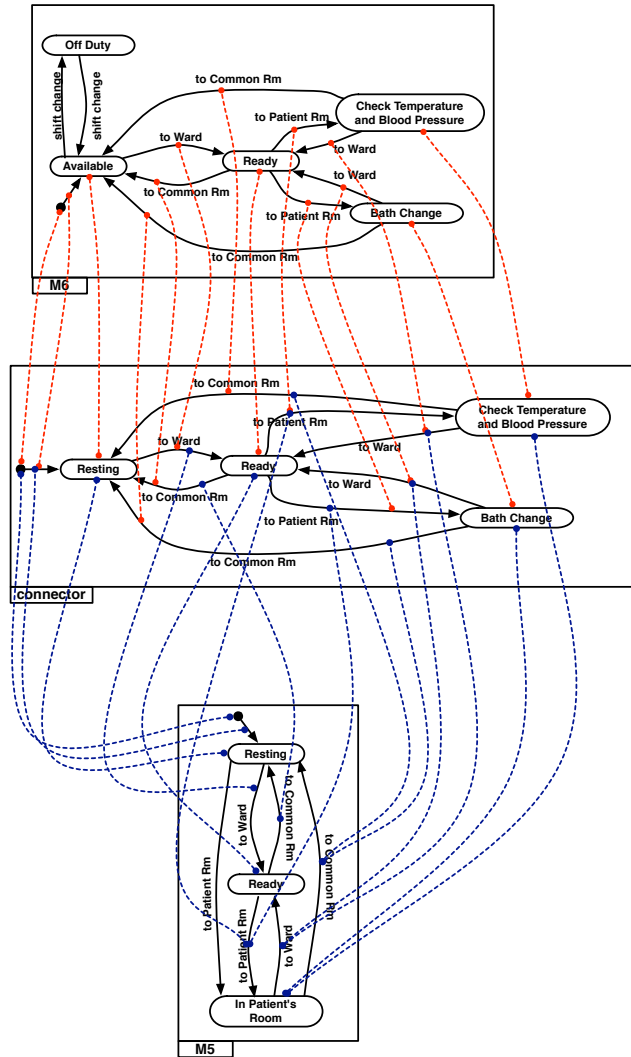 Off Duty
shift change
shift change
to Common Rm
Check Temperature
and Blood Pressure
to Patient Rm
to Ward
to Ward
Available
Ready
to Ward
to Common Rm
Bath Change
to Patient Rm
to Common Rm
M6
to Common Rm
Check Temperature
and Blood Pressure
to Patient Rm
to Ward
to Ward
Resting
Ready
to Ward
to Common Rm
to Patient Rm
Bath Change
to Common Rm
connector
Resting
to Patient Rm
to Ward
to Common Rm
to Common Rm
Ready
to Patient Rm
to Ward
In Patient's
Room
M5